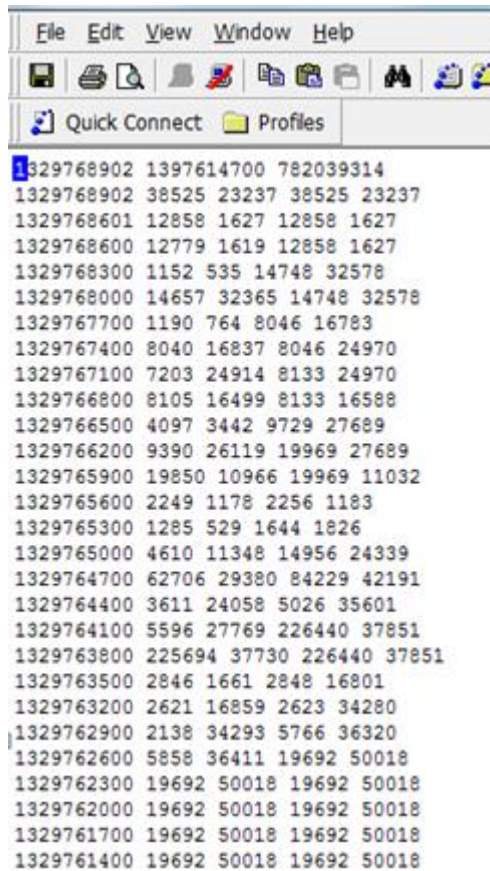 File Edit View Window Help
Quick Connect Profiles
1329768902 1397614700 782039314
1329768902 38525 23237 38525 23237
1329768601 12858 1627 12858 1627
1329768600 12779 1619 12858 1627
1329768300 1152 535 14748 32578
1329768000 14657 32365 14748 32578
1329767700 1190 764 8046 16783
1329767400 8040 16837 8046 24970
1329767100 7203 24914 8133 24970
1329766800 8105 16499 8133 16588
1329766500 4097 3442 9729 27689
1329766200 9390 26119 19969 27689
1329765900 19850 10966 19969 11032
1329765600 2249 1178 2256 1183
1329765300 1285 529 1644 1826
1329765000 4610 11348 14956 24339
1329764700 62706 29380 84229 42191
1329764400 3611 24058 5026 35601
1329764100 5596 27769 226440 37851
1329763800 225694 37730 226440 37851
1329763500 2846 1661 2848 16801
1329763200 2621 16859 2623 34280
1329762900 2138 34293 5766 36320
1329762600 5858 36411 19692 50018
1329762300 19692 50018 19692 50018
1329762000 19692 50018 19692 50018
1329761700 19692 50018 19692 50018
1329761400 19692 50018 19692 50018